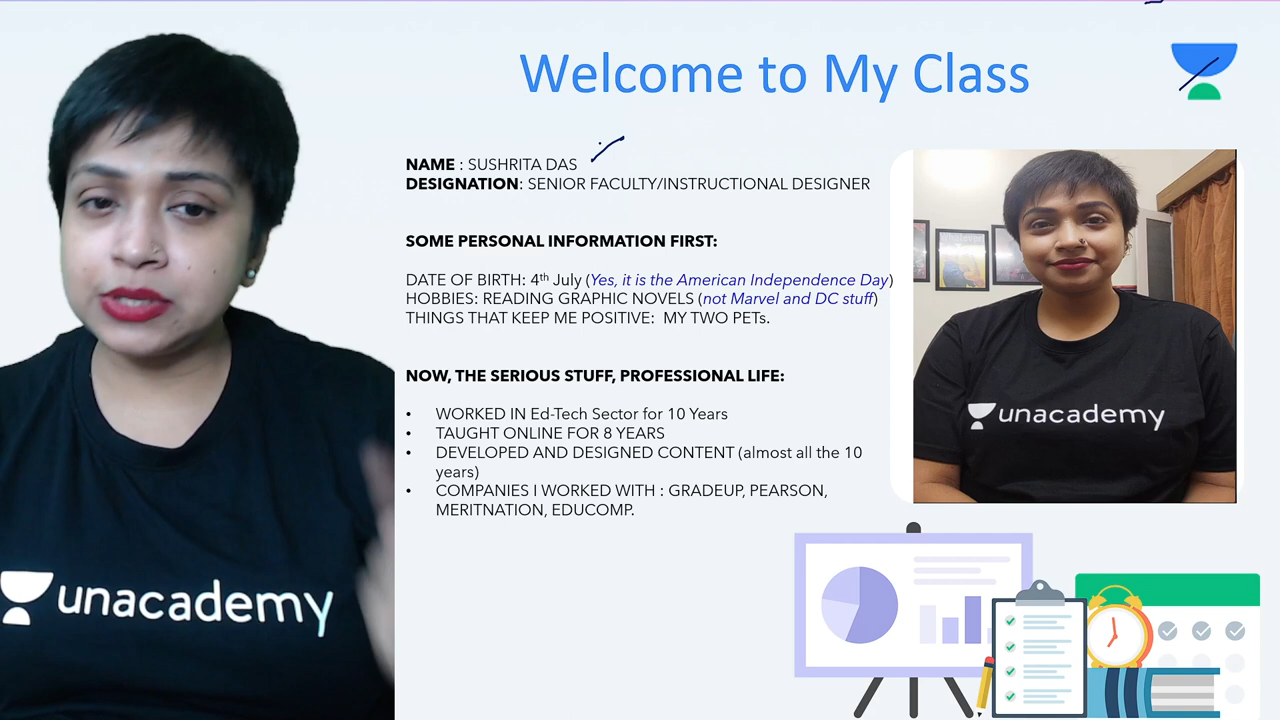 Welcome to My Class
NAME : SUSHRITA DAS
DESIGNATION: SENIOR FACULTY/INSTRUCTIONAL DESIGNER
SOME PERSONAL INFORMATION FIRST:
DATE OF BIRTH: 4th July (Yes, it is the American Independence Day)
HOBBIES: READING GRAPHIC NOVELS (not Marvel and DC stuff)
THINGS THAT KEEP ME POSITIVE: MY TWO PETs.
NOW, THE SERIOUS STUFF, PROFESSIONAL LIFE:
• WORKED IN Ed-Tech Sector for 10 Years
• TAUGHT ONLINE FOR 8 YEARS
• DEVELOPED AND DESIGNED CONTENT (almost all the 10
years)
• COMPANIES I WORKED WITH : GRADEUP, PEARSON,
MERITNATION, EDUCOMP.
unacademy
unacademy